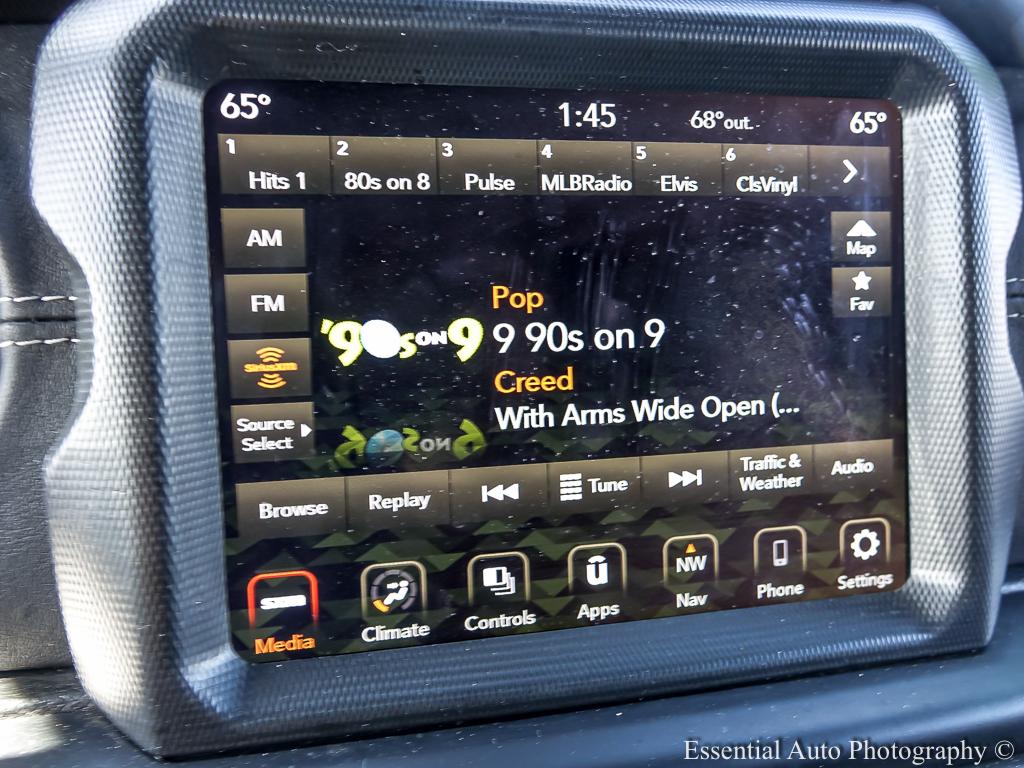 65° 1:45 68° out. 65°
1 2 3 4 5 6
Hits 1 80s on 8 Pulse MLBRadio Elvis ClsVinyl
AM
FM
SiriusXM
Source
Select
Map
Fav
Pop
'90s ON 9 9 90s on 9
Creed
With Arms Wide Open (...
Browse Replay Tune Traffic &
Weather Audio
SXM
NW
Media Climate Controls Apps Nav Phone Settings
Essential Auto Photography ©